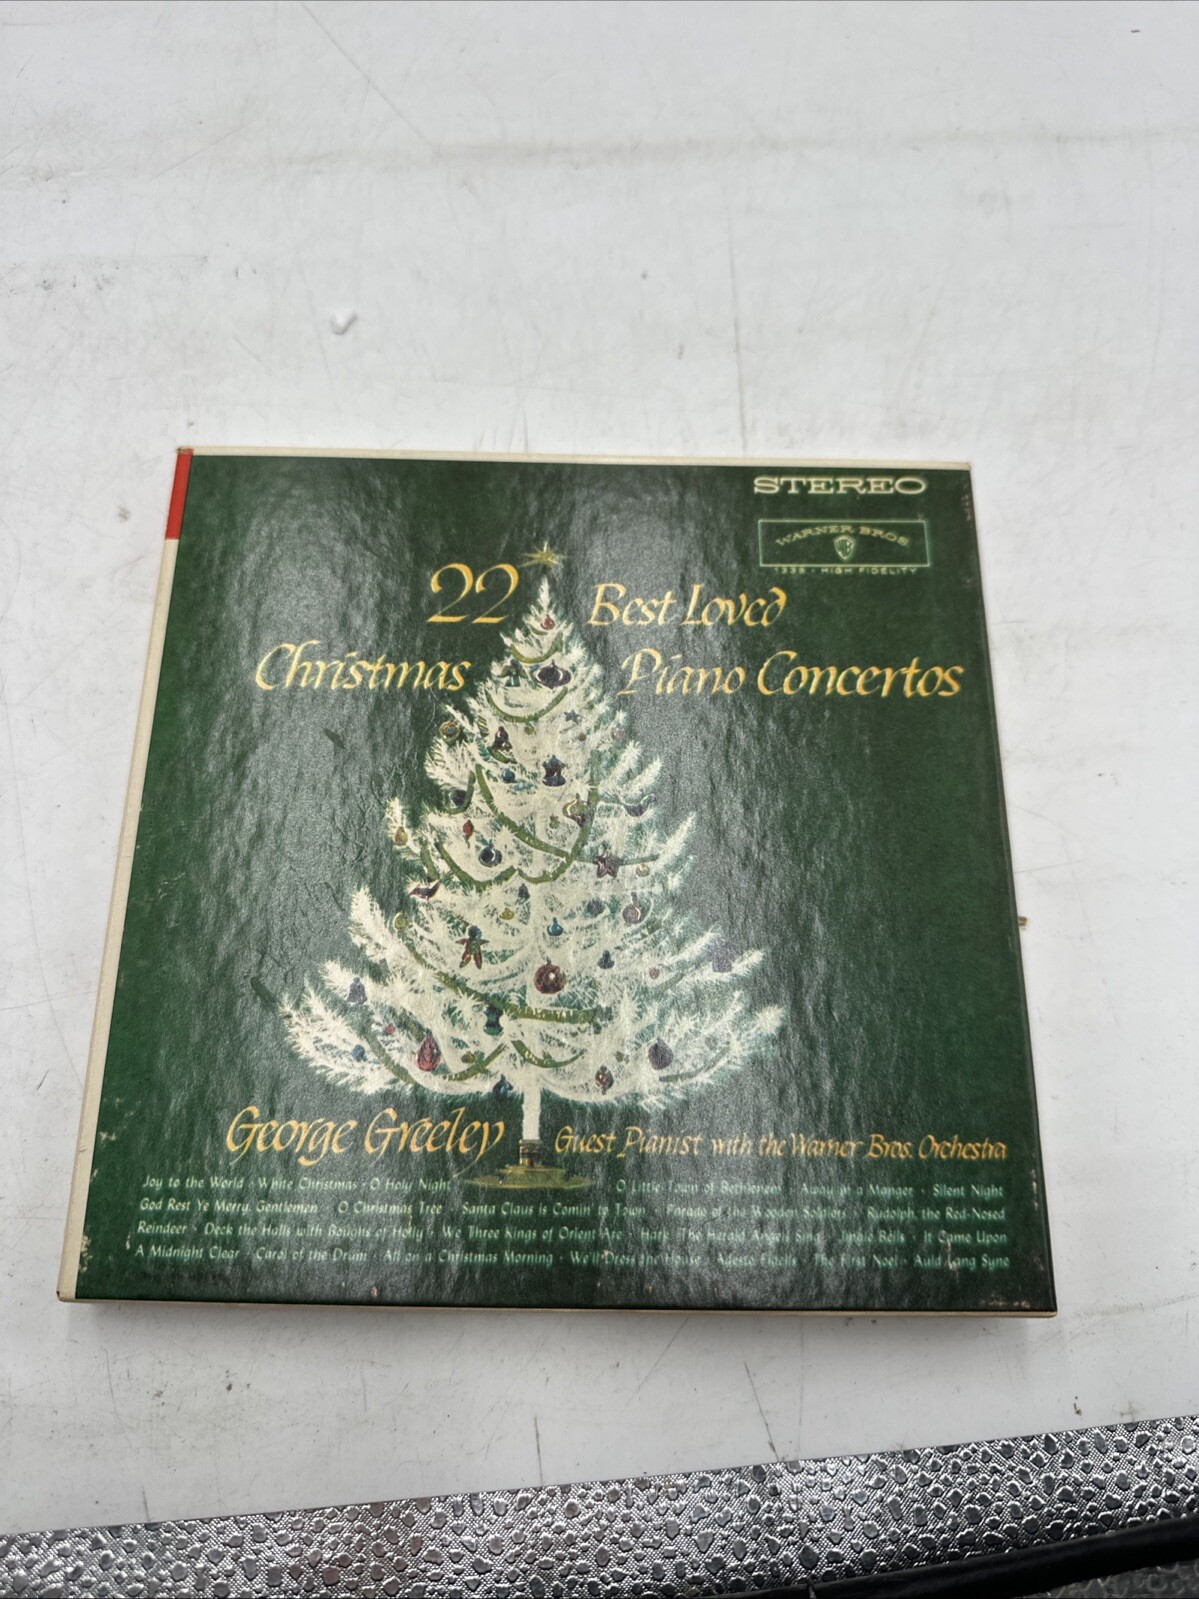 STEREO
WARNER BROS.
1338 · HIGH FIDELITY
22 Best Loved
Christmas Piano Concertos
George Greeley Guest Pianist with the Warner Bros. Orchestra
Joy to the World · White Christmas · O Holy Night O Little Town of Bethlehem · Away in a Manger · Silent Night
God Rest Ye Merry, Gentlemen · O Christmas Tree · Santa Claus is Comin' to Town · Parade of the Wooden Soldiers · Rudolph, the Red-Nosed
Reindeer · Deck the Halls with Boughs of Holly · We Three Kings of Orient Are · Hark! The Herald Angels Sing · Jingle Bells · It Came Upon
A Midnight Clear · Carol of the Drum · All on a Christmas Morning · We'll Dress the House · Adeste Fidelis · The First Noel · Auld Lang Syne